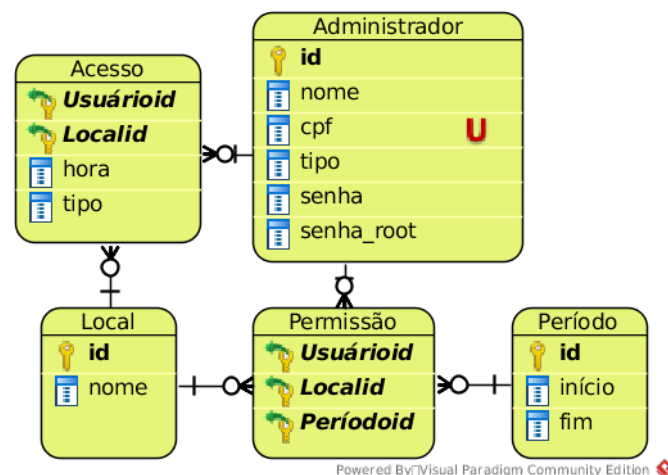 Administrador
id
nome
cpf
U
tipo
senha
senha_root
Acesso
Usuárioid
Localid
hora
tipo
Local
id
nome
Permissão
Usuárioid
Localid
Períodoid
Período
id
início
fim
Powered By□Visual Paradigm Community Edition